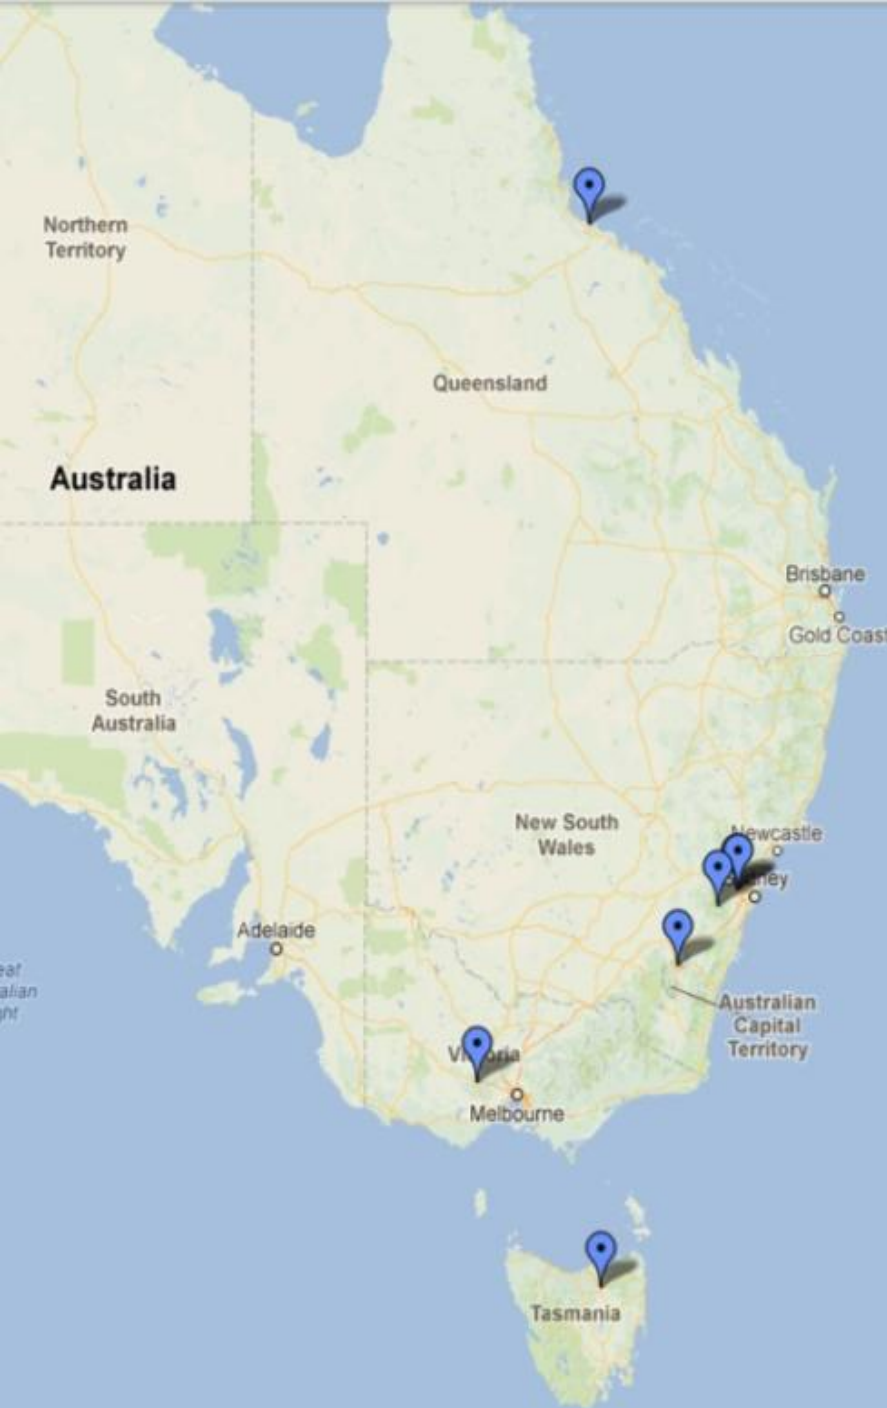 Northern
Territory
Queensland
Australia
Brisbane
Gold Coast
South
Australia
New South
Wales
Newcastle
Adelaide
Australian
Capital
Territory
Melbourne
Tasmania